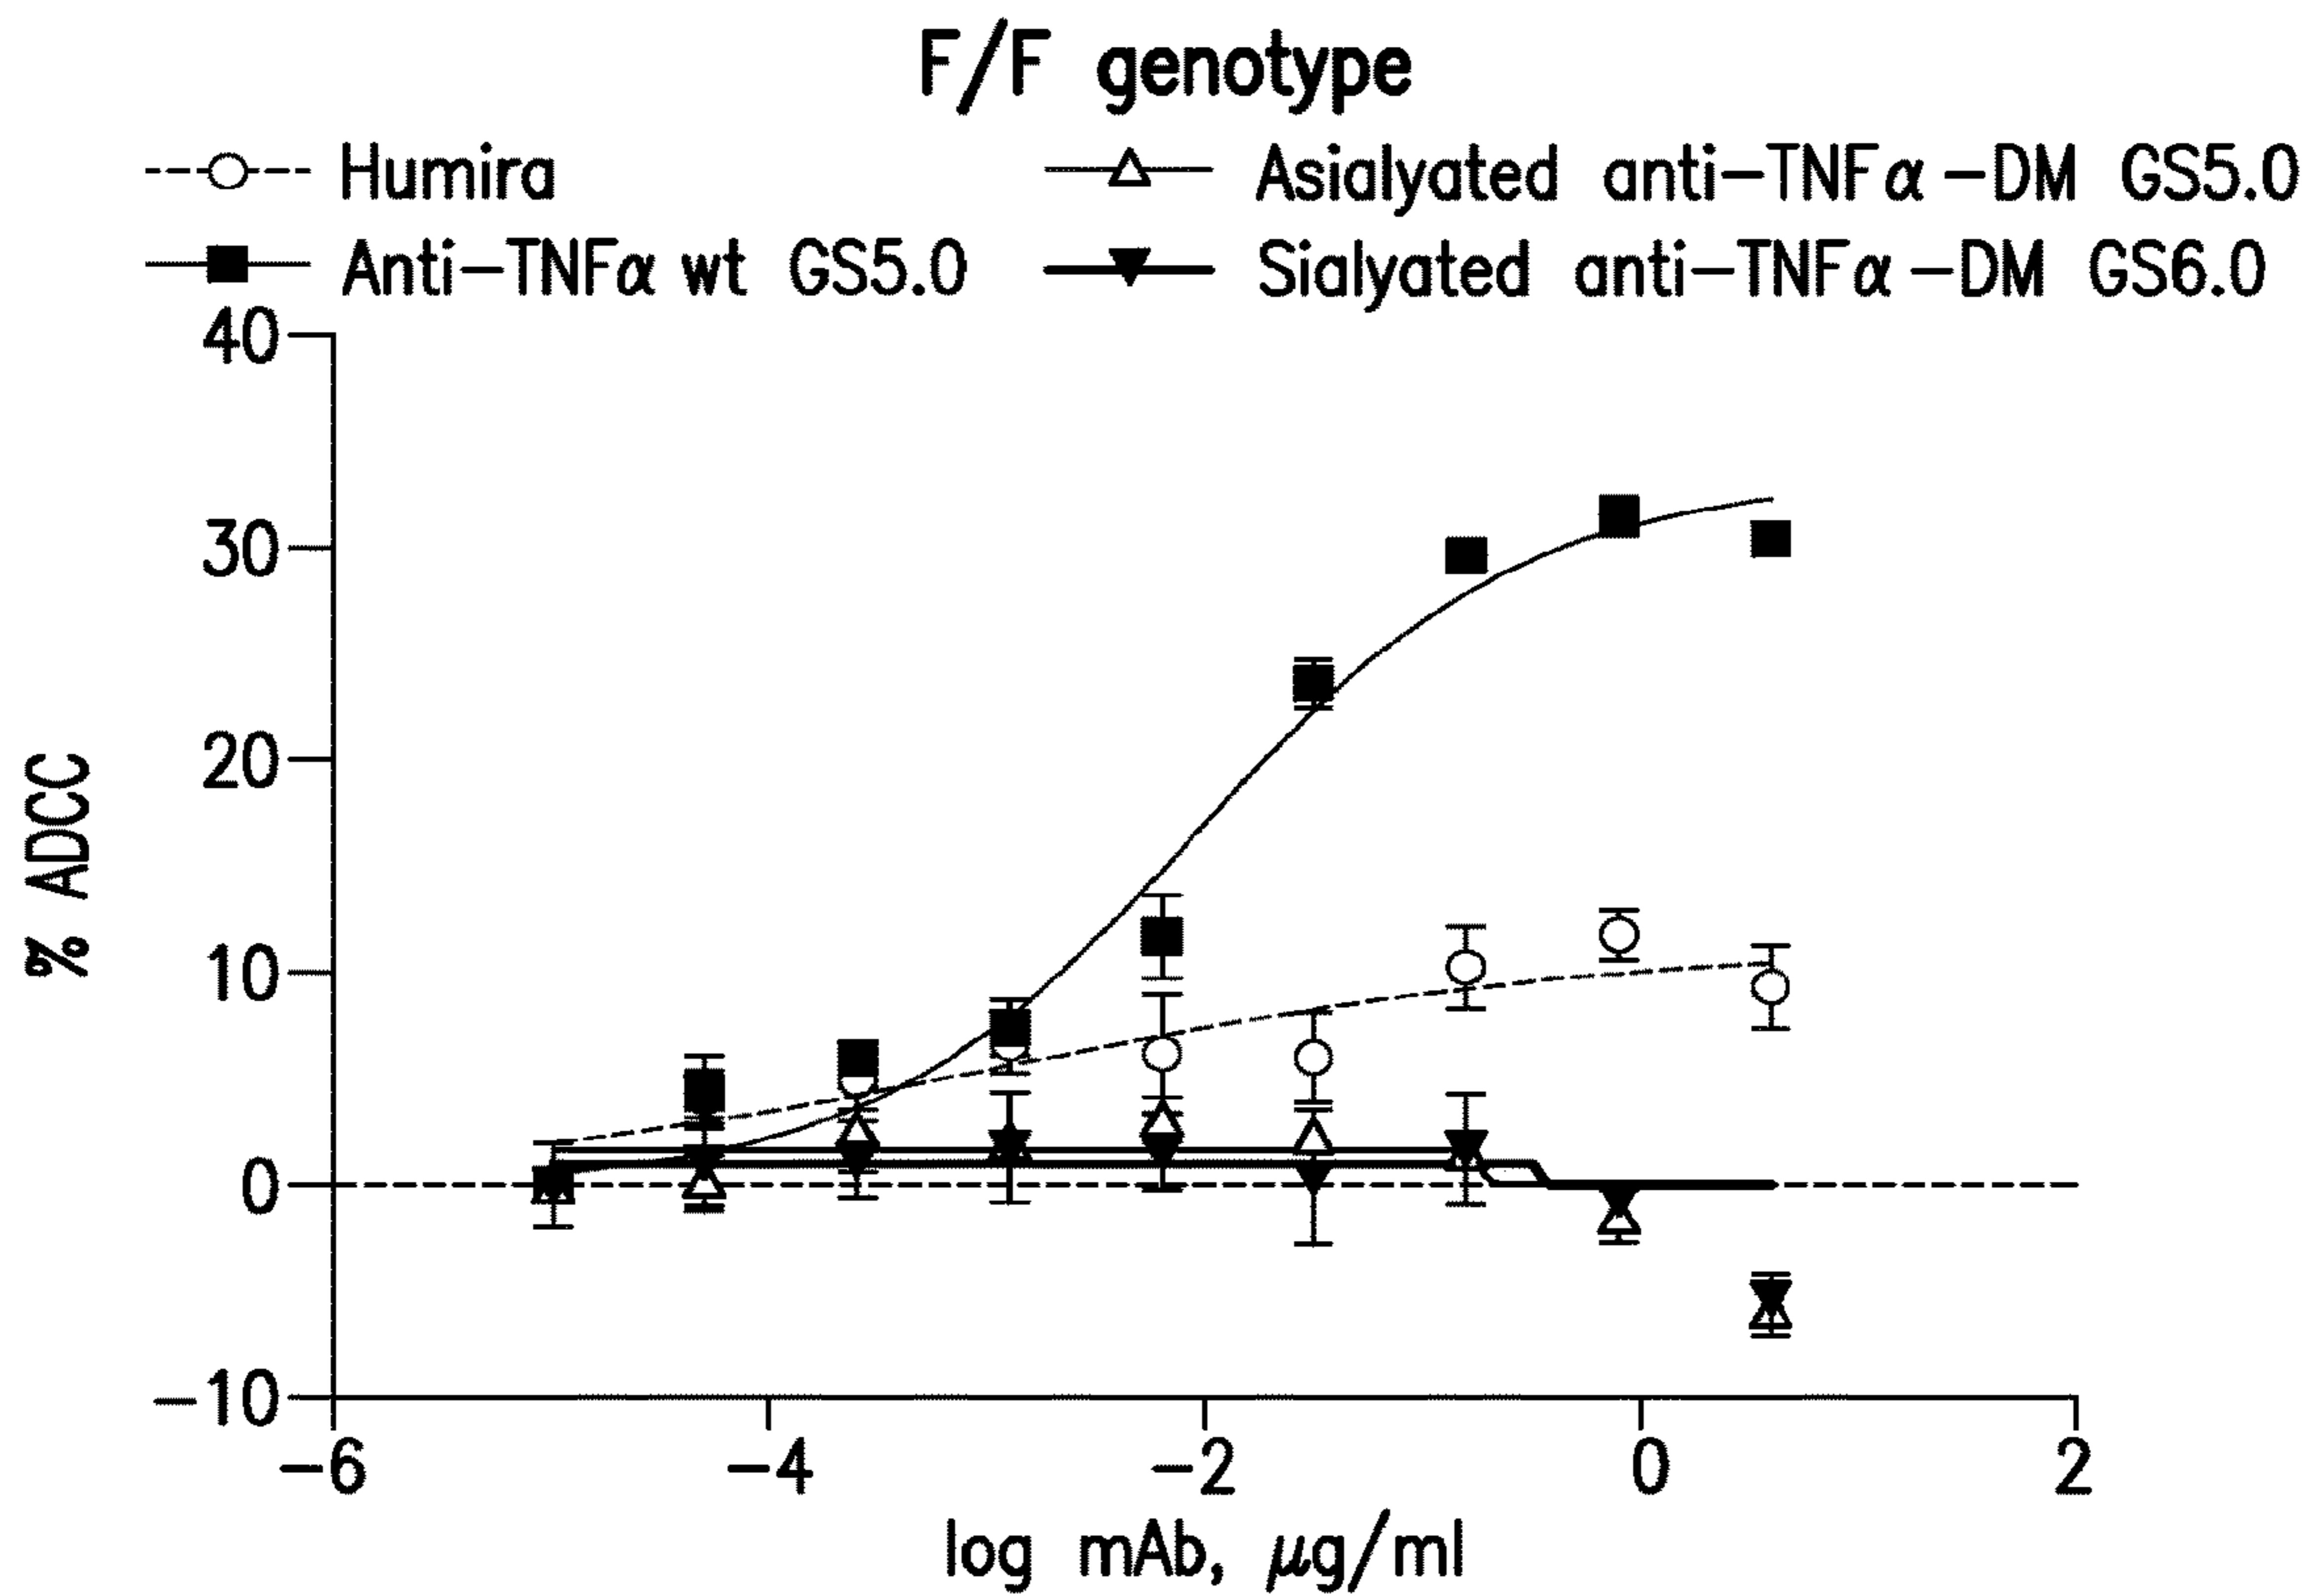 F/F genotype
Humira
Asialyated anti-TNFα-DM GS5.0
Anti-TNFα wt GS5.0
Sialyated anti-TNFα-DM GS6.0
40
30
20
10
0
-10
% ADCC
-6 -4 -2 0 2
log mAb, μg/ml